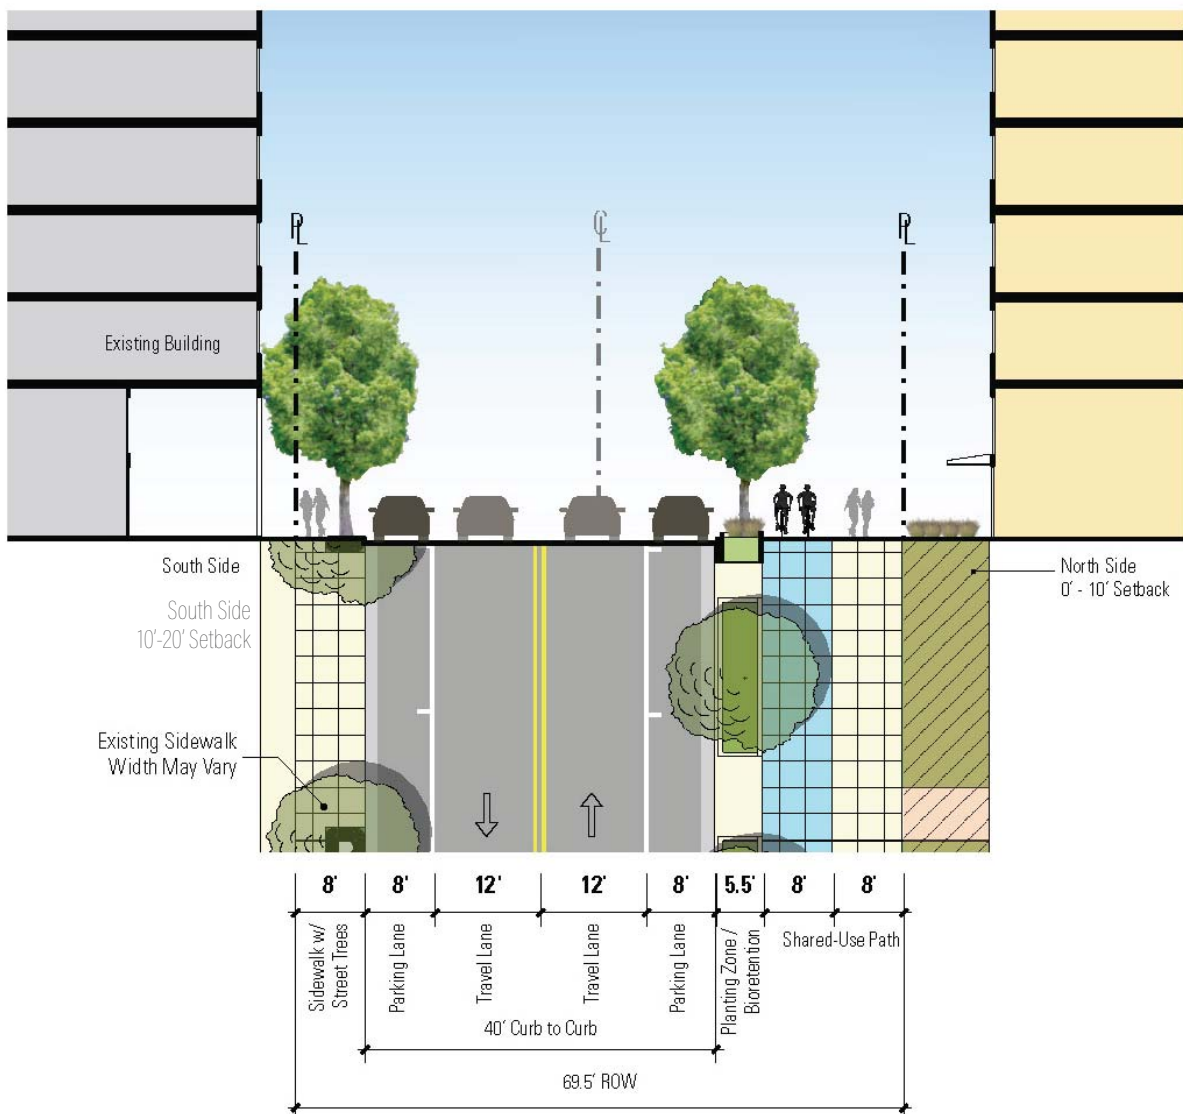 PL
CL
PL
Existing Building
South Side
South Side
10'-20' Setback
North Side
0' - 10' Setback
Existing Sidewalk
Width May Vary
8'
8'
12'
12'
8'
5.5'
8'
8'
Sidewalk w/
Street Trees
Parking Lane
Travel Lane
Travel Lane
Parking Lane
Planting Zone /
Bioretention
Shared-Use Path
40' Curb to Curb
69.5' ROW